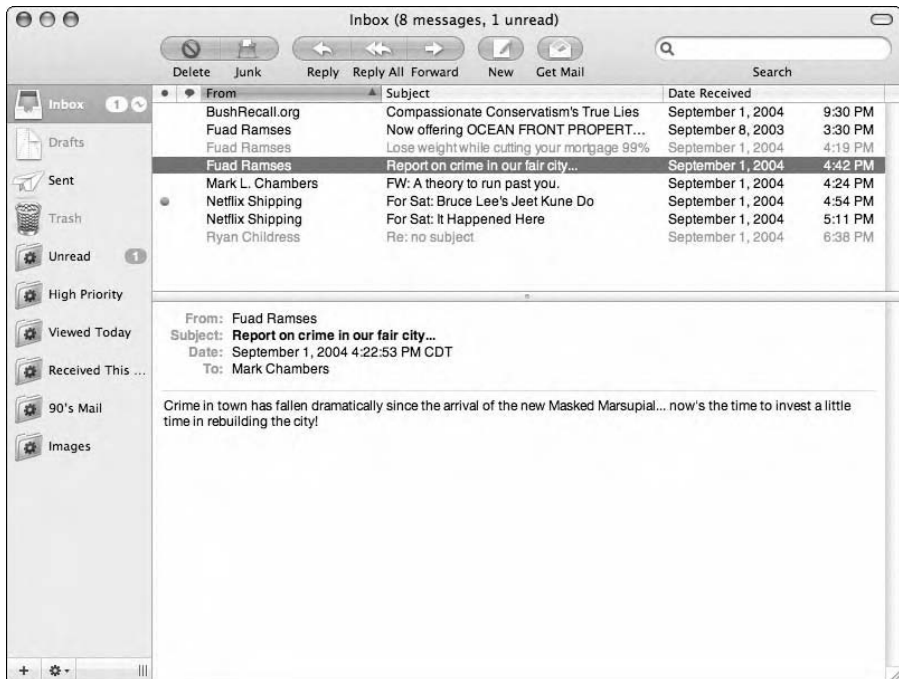 Inbox (8 messages, 1 unread)
Delete Junk Reply Reply All Forward New Get Mail Search
Inbox 1
Drafts
Sent
Trash
Unread 1
High Priority
Viewed Today
Received This ...
90's Mail
Images
From Subject Date Received
BushRecall.org Compassionate Conservatism's True Lies September 1, 2004 9:30 PM
Fuad Ramses Now offering OCEAN FRONT PROPERT... September 8, 2003 3:30 PM
Fuad Ramses Lose weight while cutting your mortgage 99% September 1, 2004 4:19 PM
Fuad Ramses Report on crime in our fair city... September 1, 2004 4:42 PM
Mark L. Chambers FW: A theory to run past you. September 1, 2004 4:24 PM
Netflix Shipping For Sat: Bruce Lee's Jeet Kune Do September 1, 2004 4:54 PM
Netflix Shipping For Sat: It Happened Here September 1, 2004 5:11 PM
Ryan Childress Re: no subject September 1, 2004 6:38 PM
From: Fuad Ramses
Subject: Report on crime in our fair city...
Date: September 1, 2004 4:22:53 PM CDT
To: Mark Chambers
Crime in town has fallen dramatically since the arrival of the new Masked Marsupial... now's the time to invest a little
time in rebuilding the city!